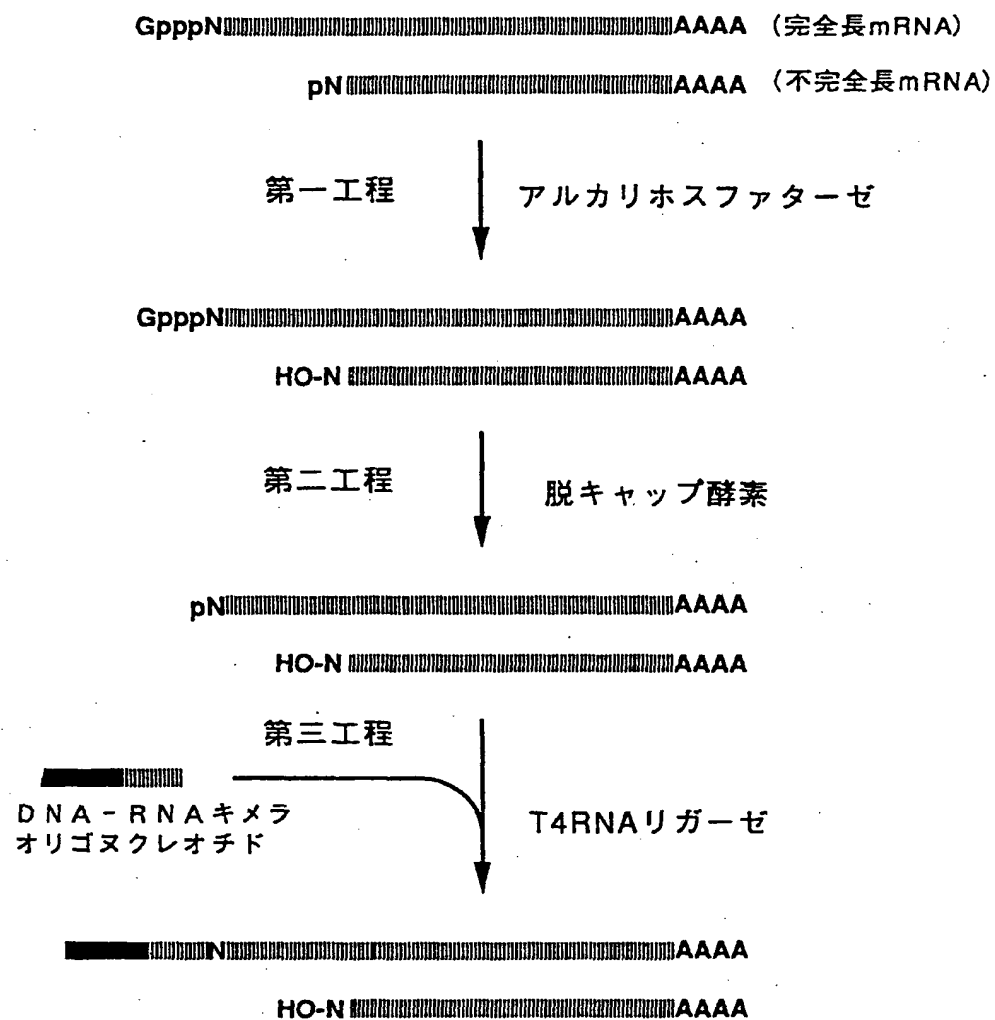 GpppN AAAA (完全長mRNA)
pN AAAA (不完全長mRNA)
第一工程 アルカリホスファターゼ
GpppN AAAA
HO-N AAAA
第二工程 脱キャップ酵素
pN AAAA
HO-N AAAA
第三工程
DNA-RNAキメラ
オリゴヌクレオチド
T4RNAリガーゼ
N AAAA
HO-N AAAA